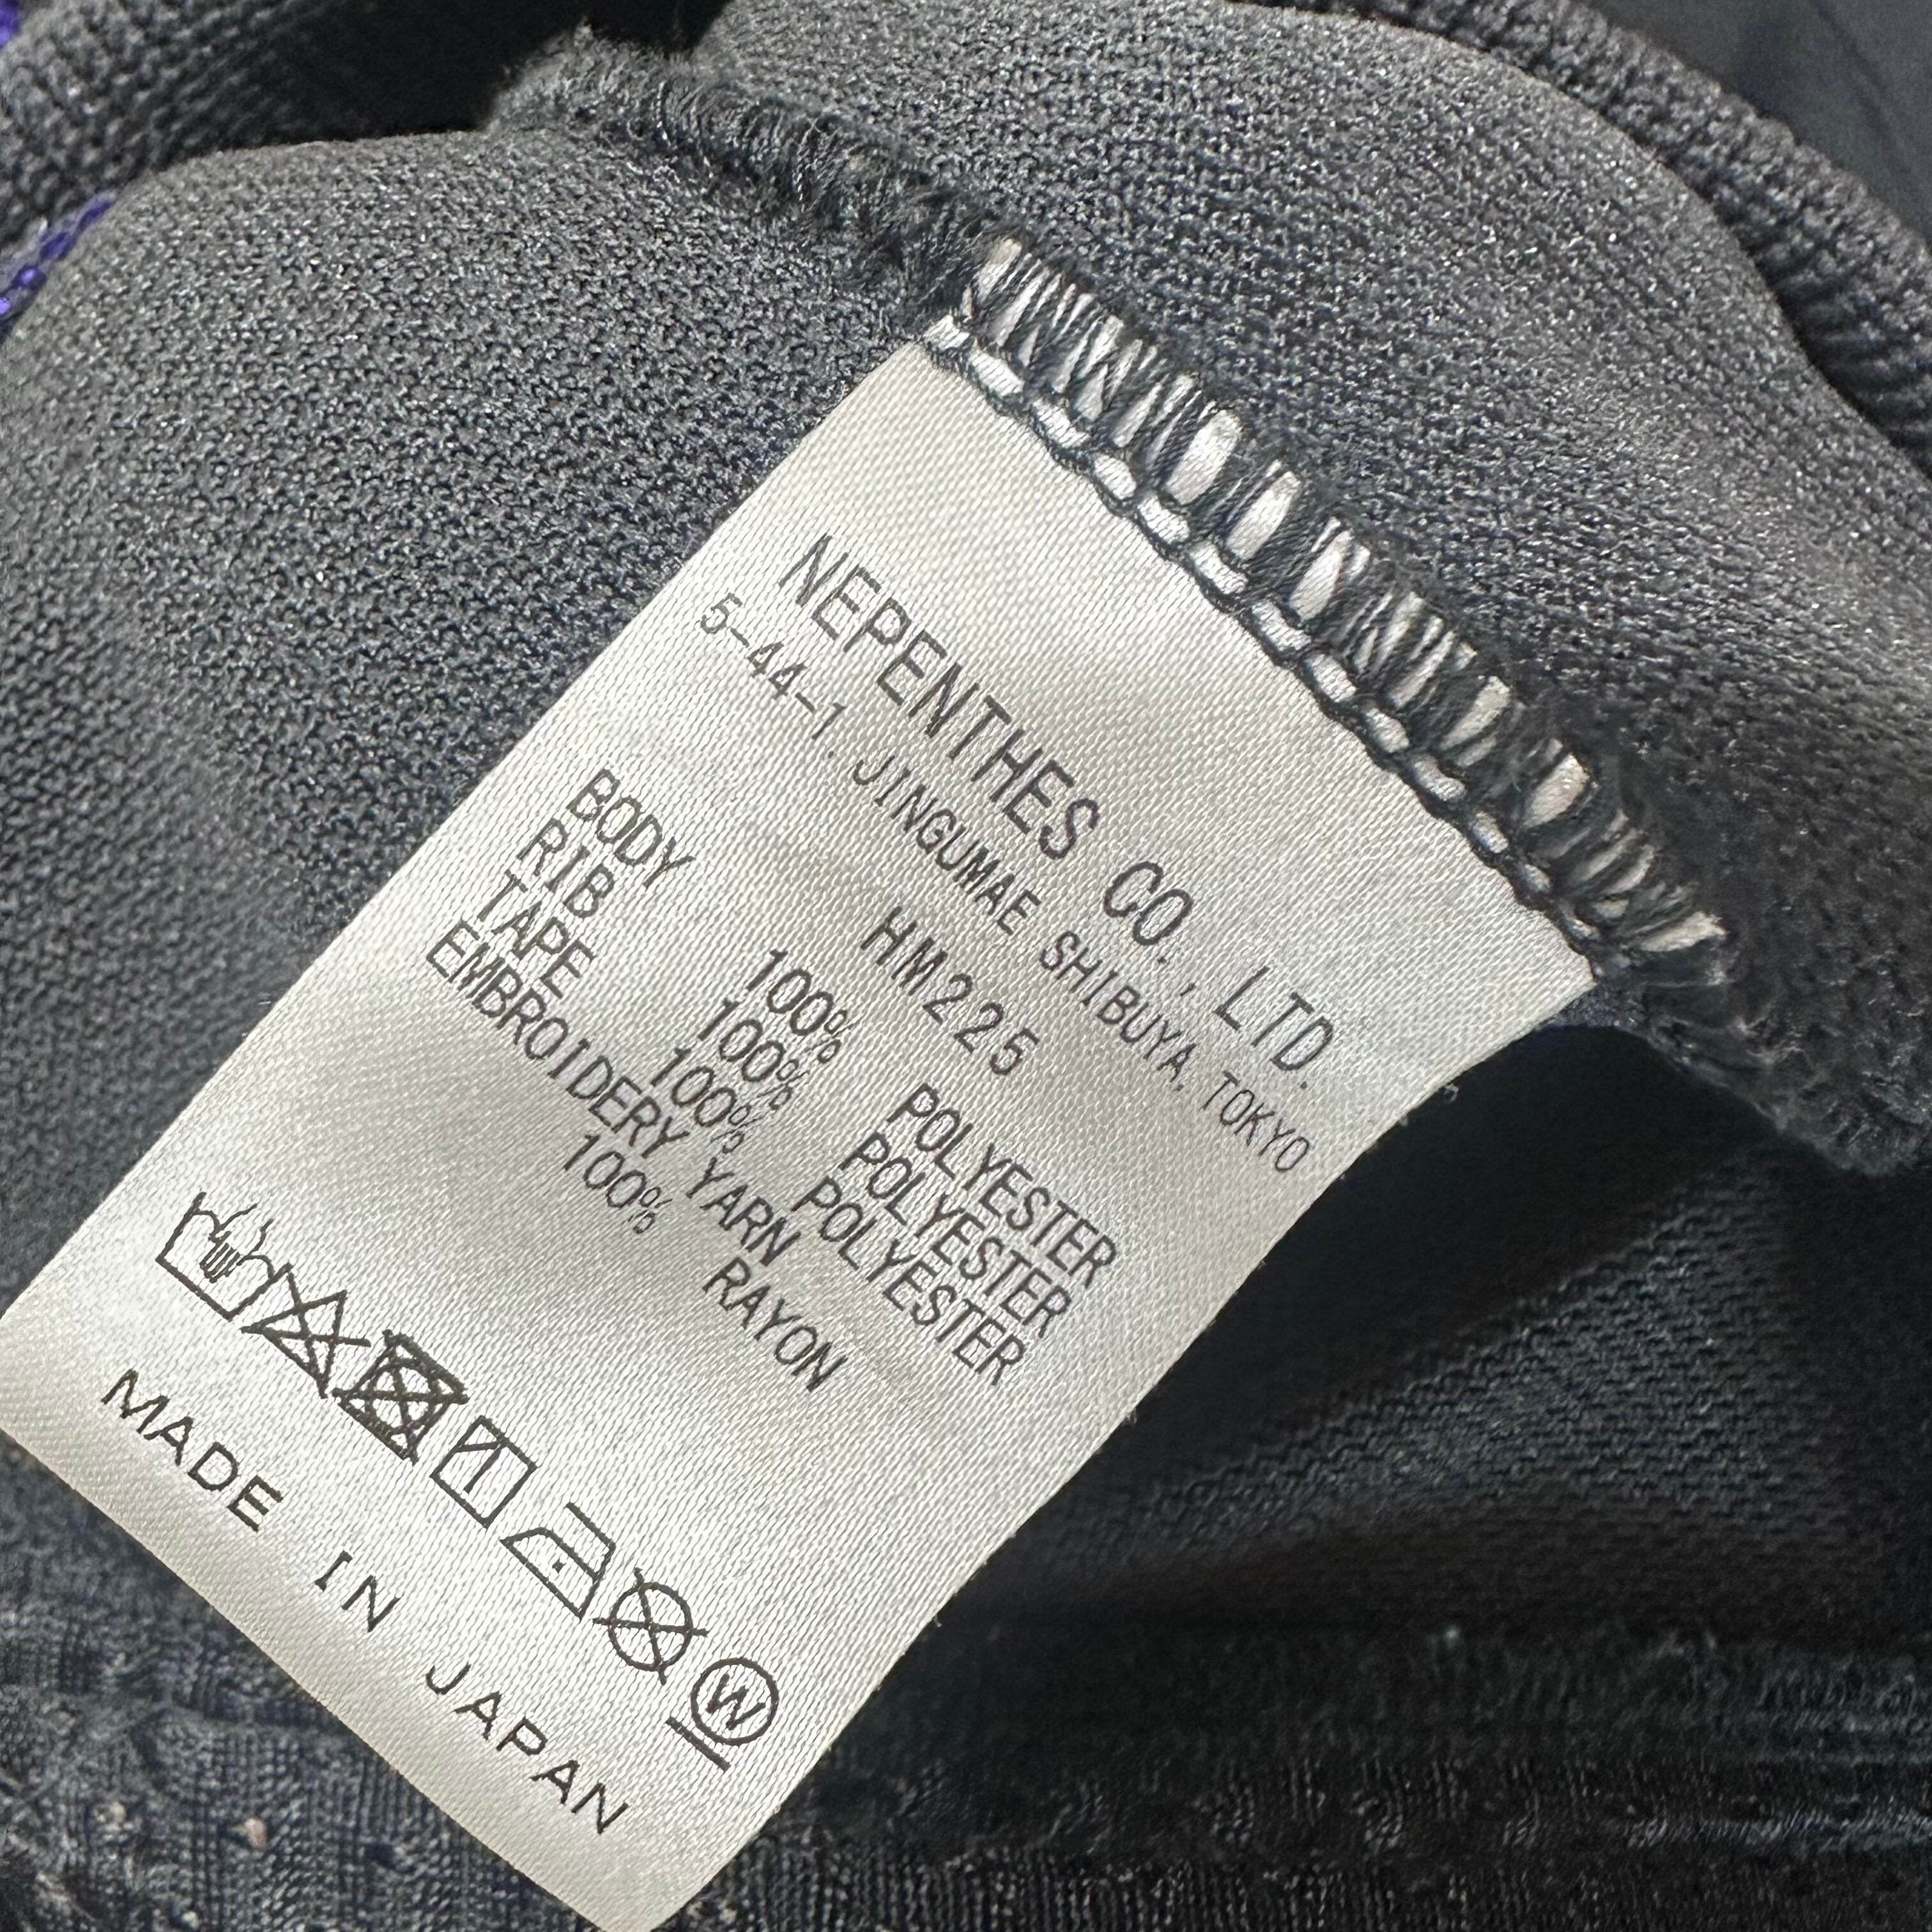 NEPENTHES CO., LTD.
5-44-1. JINGUMAE SHIBUYA, TOKYO
HM225
BODY 100% POLYESTER
RIB 100% POLYESTER
TAPE 100% POLYESTER
EMBROIDERY YARN
100% RAYON
W
MADE IN JAPAN